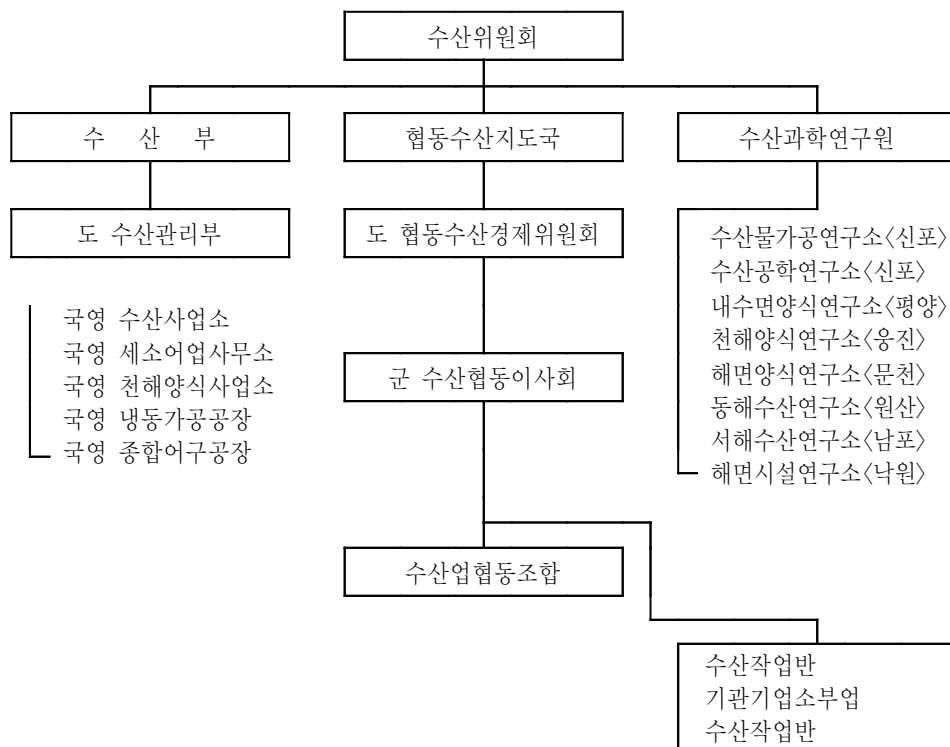 수산위원회
수 산 부
협동수산지도국
수산과학연구원
도 수산관리부
도 협동수산경제위원회
수산물가공연구소〈신포〉
수산공학연구소〈신포〉
내수면양식연구소〈평양〉
천해양식연구소〈웅진〉
해면양식연구소〈문천〉
동해수산연구소〈원산〉
서해수산연구소〈남포〉
해면시설연구소〈낙원〉
국영 수산사업소
국영 세소어업사무소
국영 천해양식사업소
국영 냉동가공공장
국영 종합어구공장
군 수산협동이사회
수산업협동조합
수산작업반
기관기업소부업
수산작업반